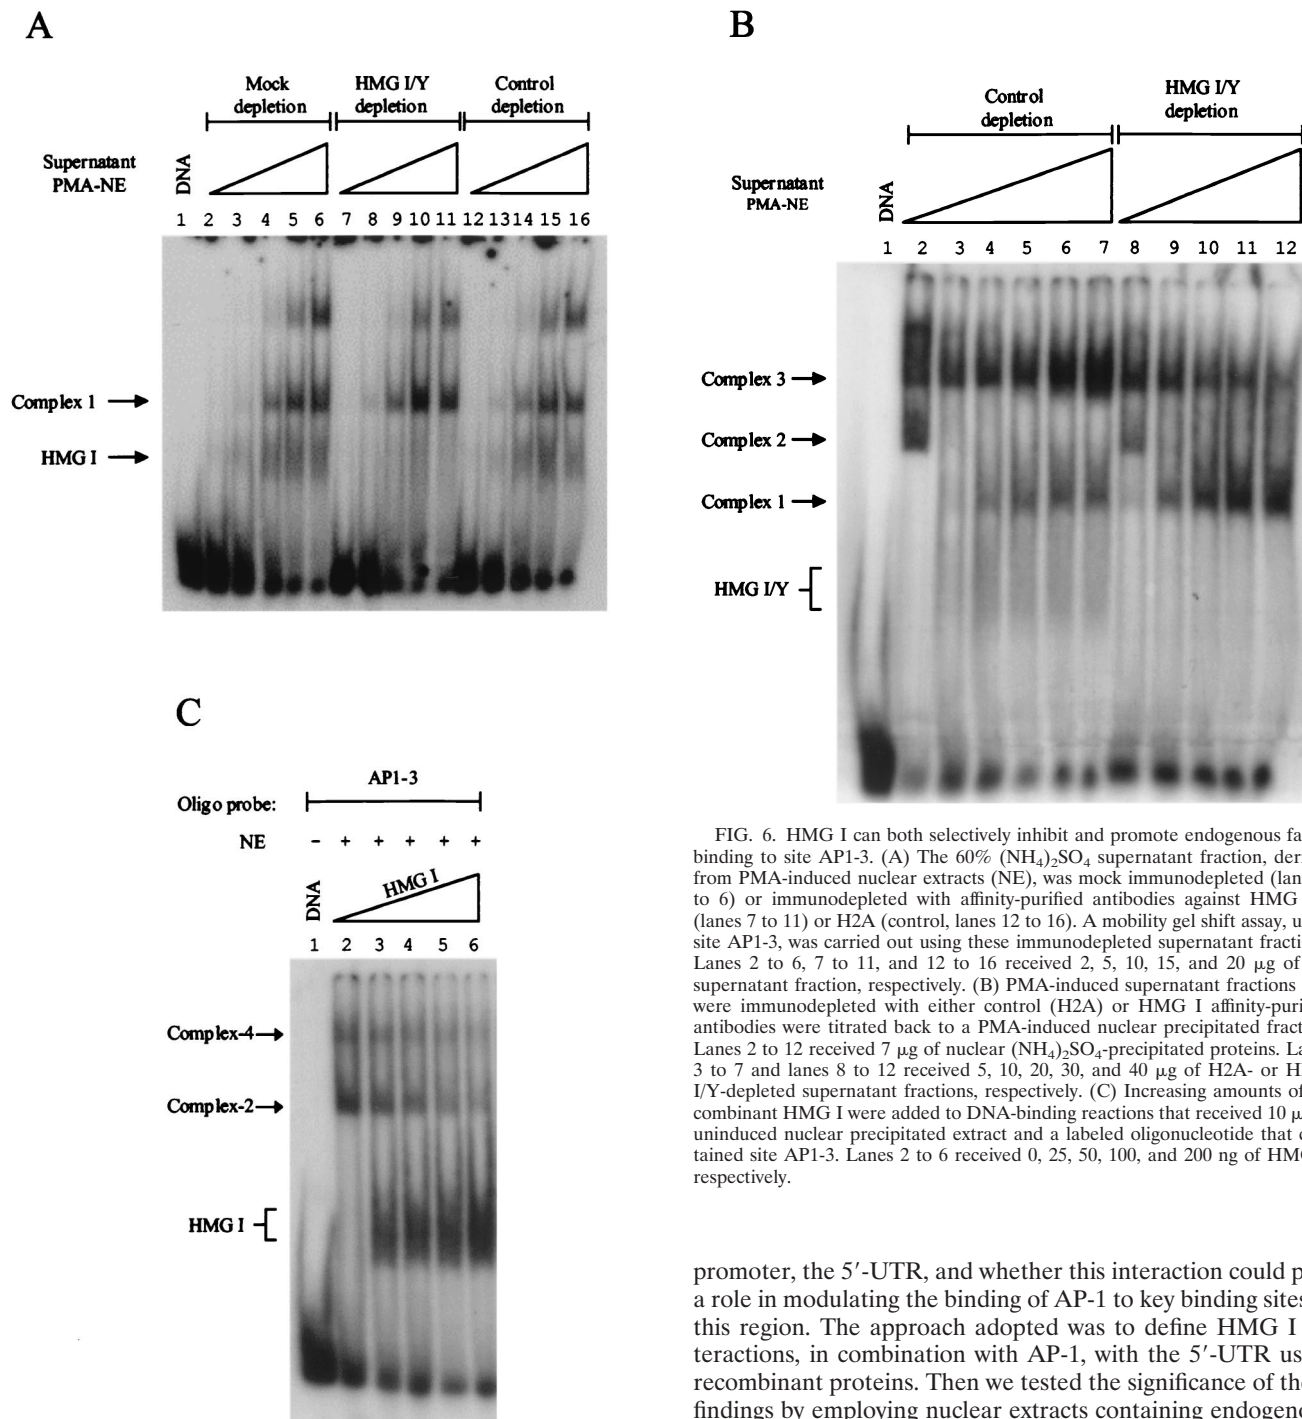 A
Mock depletion
HMG I/Y depletion
Control depletion
Supernatant PMA-NE
DNA
1 2 3 4 5 6 7 8 9 10 11 12 13 14 15 16
Complex 1
HMG I
B
Control depletion
HMG I/Y depletion
Supernatant PMA-NE
DNA
1 2 3 4 5 6 7 8 9 10 11 12
Complex 3
Complex 2
Complex 1
HMG I/Y
C
AP1-3
Oligo probe:
NE - + + + + +
DNA
HMG I
1 2 3 4 5 6
Complex-4
Complex-2
HMG I
FIG. 6. HMG I can both selectively inhibit and promote endogenous fa
binding to site AP1-3. (A) The 60% (NH₄)₂SO₄ supernatant fraction, deri
from PMA-induced nuclear extracts (NE), was mock immunodepleted (lan
to 6) or immunodepleted with affinity-purified antibodies against HMG
(lanes 7 to 11) or H2A (control, lanes 12 to 16). A mobility gel shift assay, u
site AP1-3, was carried out using these immunodepleted supernatant fracti
Lanes 2 to 6, 7 to 11, and 12 to 16 received 2, 5, 10, 15, and 20 μg of
supernatant fraction, respectively. (B) PMA-induced supernatant fractions
were immunodepleted with either control (H2A) or HMG I affinity-puri
antibodies were titrated back to a PMA-induced nuclear precipitated fract
Lanes 2 to 12 received 7 μg of nuclear (NH₄)₂SO₄-precipitated proteins. La
3 to 7 and lanes 8 to 12 received 5, 10, 20, 30, and 40 μg of H2A- or H
I/Y-depleted supernatant fractions, respectively. (C) Increasing amounts of
combinant HMG I were added to DNA-binding reactions that received 10 μ
uninduced nuclear precipitated extract and a labeled oligonucleotide that c
tained site AP1-3. Lanes 2 to 6 received 0, 25, 50, 100, and 200 ng of HMG
respectively.
promoter, the 5′-UTR, and whether this interaction could p
a role in modulating the binding of AP-1 to key binding sites
this region. The approach adopted was to define HMG I
teractions, in combination with AP-1, with the 5′-UTR us
recombinant proteins. Then we tested the significance of the
findings by employing nuclear extracts containing endogen